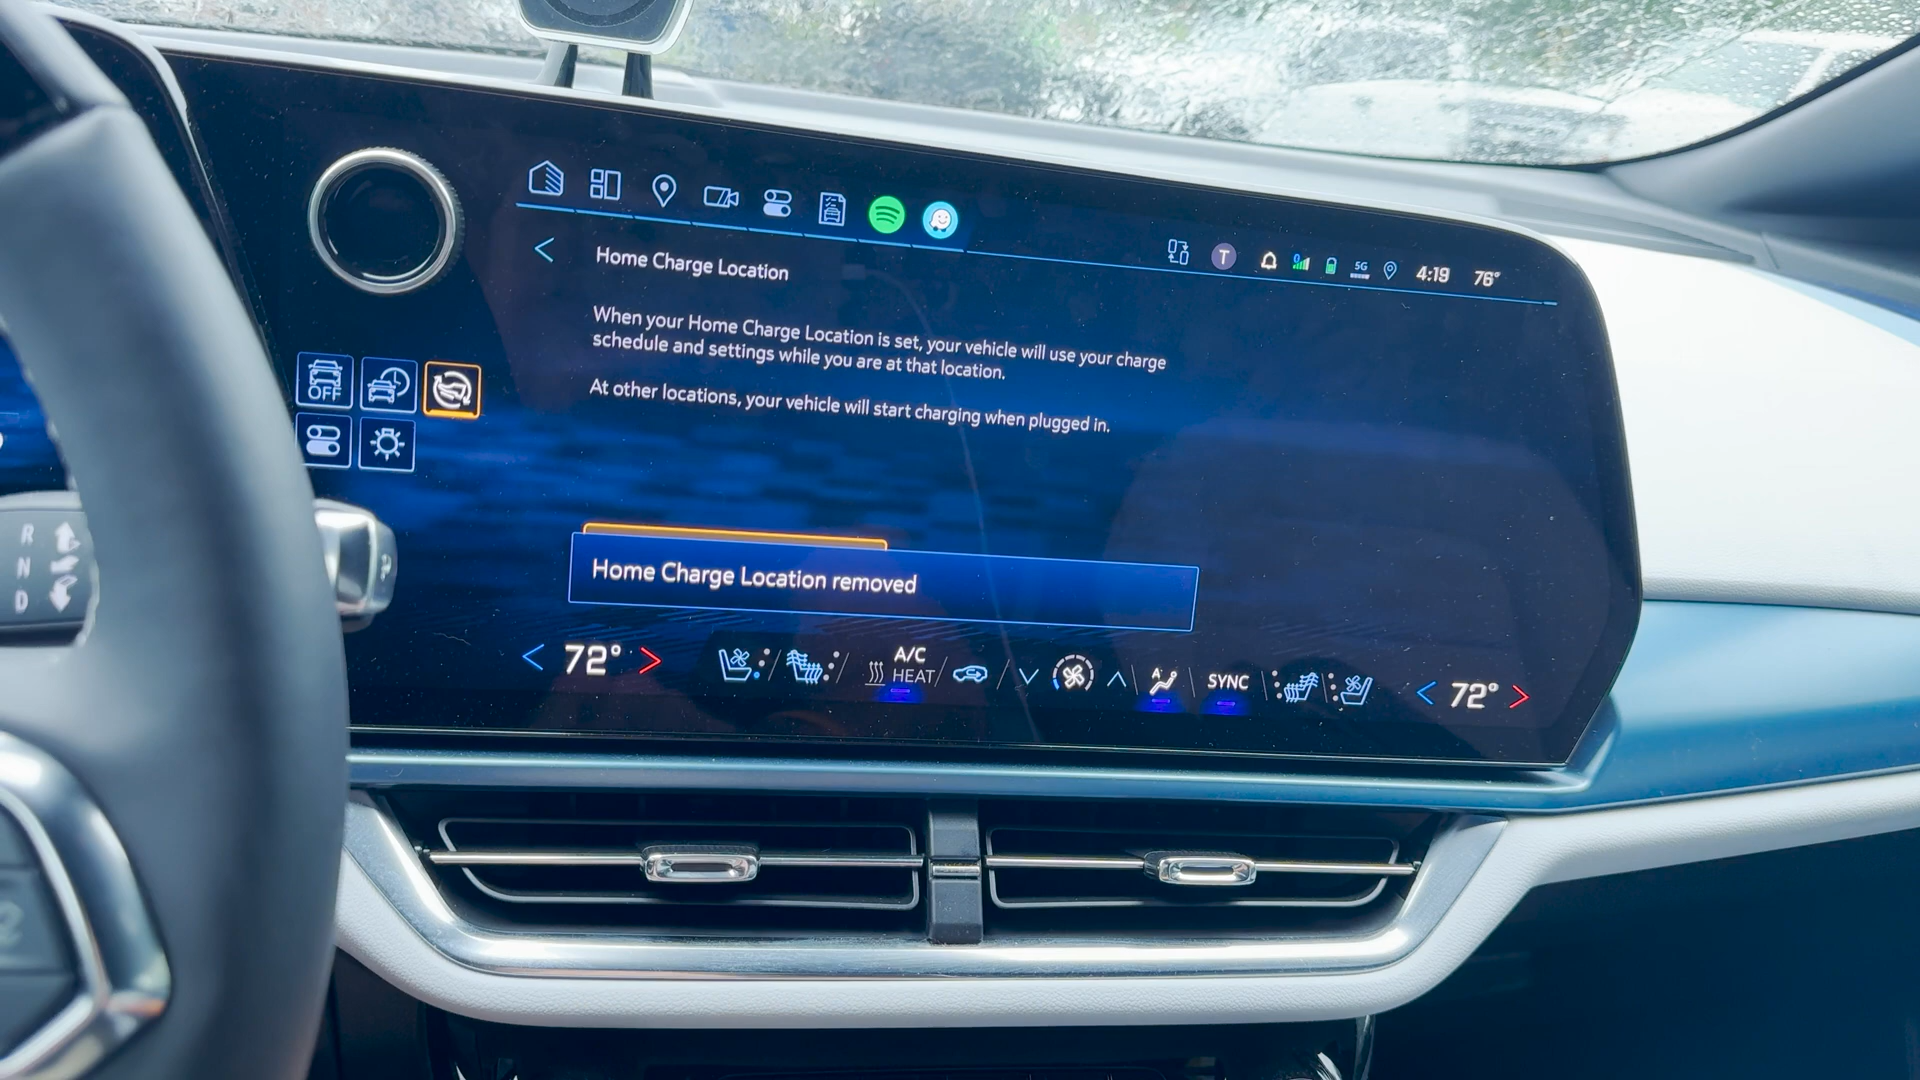 T
5G
4:19
76°
Home Charge Location
When your Home Charge Location is set, your vehicle will use your charge
schedule and settings while you are at that location.
At other locations, your vehicle will start charging when plugged in.
OFF
R
N
D
Home Charge Location removed
72°
A/C
HEAT
A
SYNC
72°